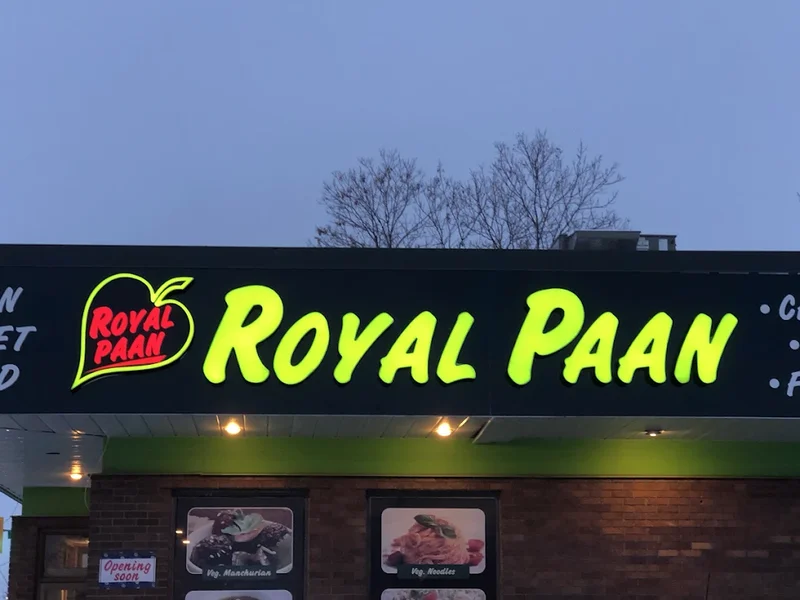 ROYAL
PAAN
ROYAL PAAN
Opening
soon
Veg. Manchurian
Veg. Noodles